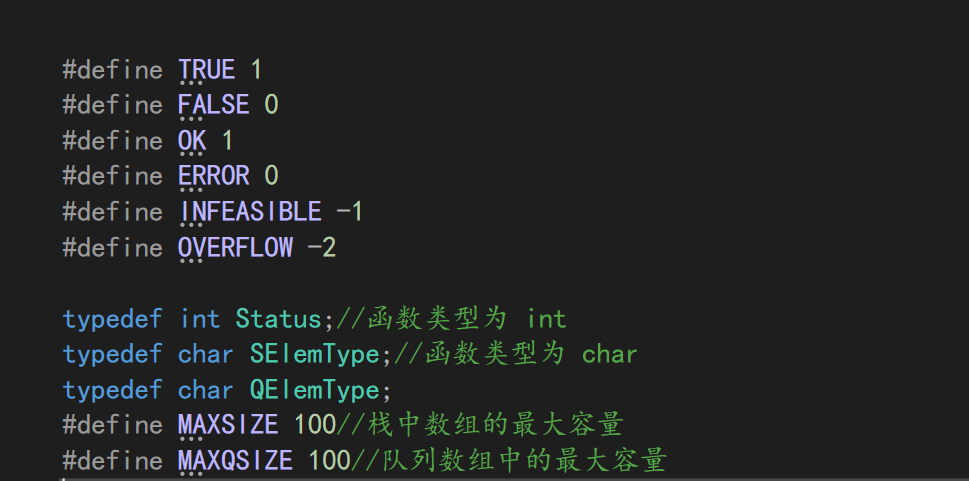 #define TRUE 1
#define FALSE 0
#define OK 1
#define ERROR 0
#define INFEASIBLE -1
#define OVERFLOW -2
typedef int Status;//函数类型为 int
typedef char SElemType;//函数类型为 char
typedef char QElemType;
#define MAXSIZE 100//栈中数组的最大容量
#define MAXQSIZE 100//队列数组中的最大容量